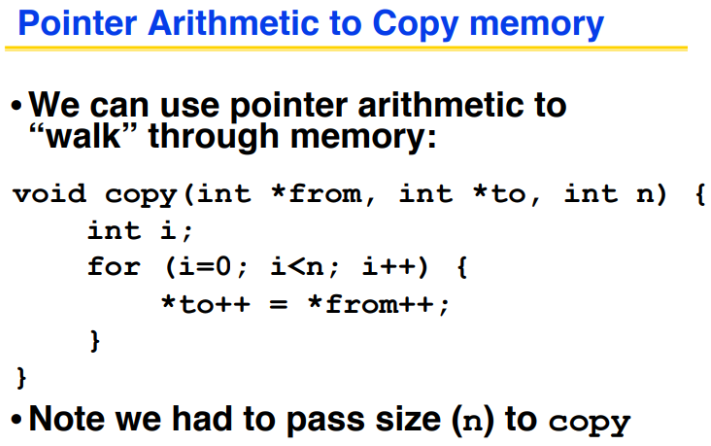 Pointer Arithmetic to Copy memory
• We can use pointer arithmetic to
“walk” through memory:
void copy(int *from, int *to, int n) {
    int i;
    for (i=0; i<n; i++) {
        *to++ = *from++;
    }
}
• Note we had to pass size (n) to copy